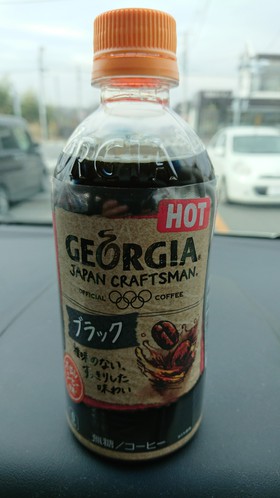 HOT
GEORGIA.
JAPAN CRAFTSMAN.
OFFICIAL COFFEE
ブラック
雑味のない、
すっきりした
味わい
無糖/コーヒー